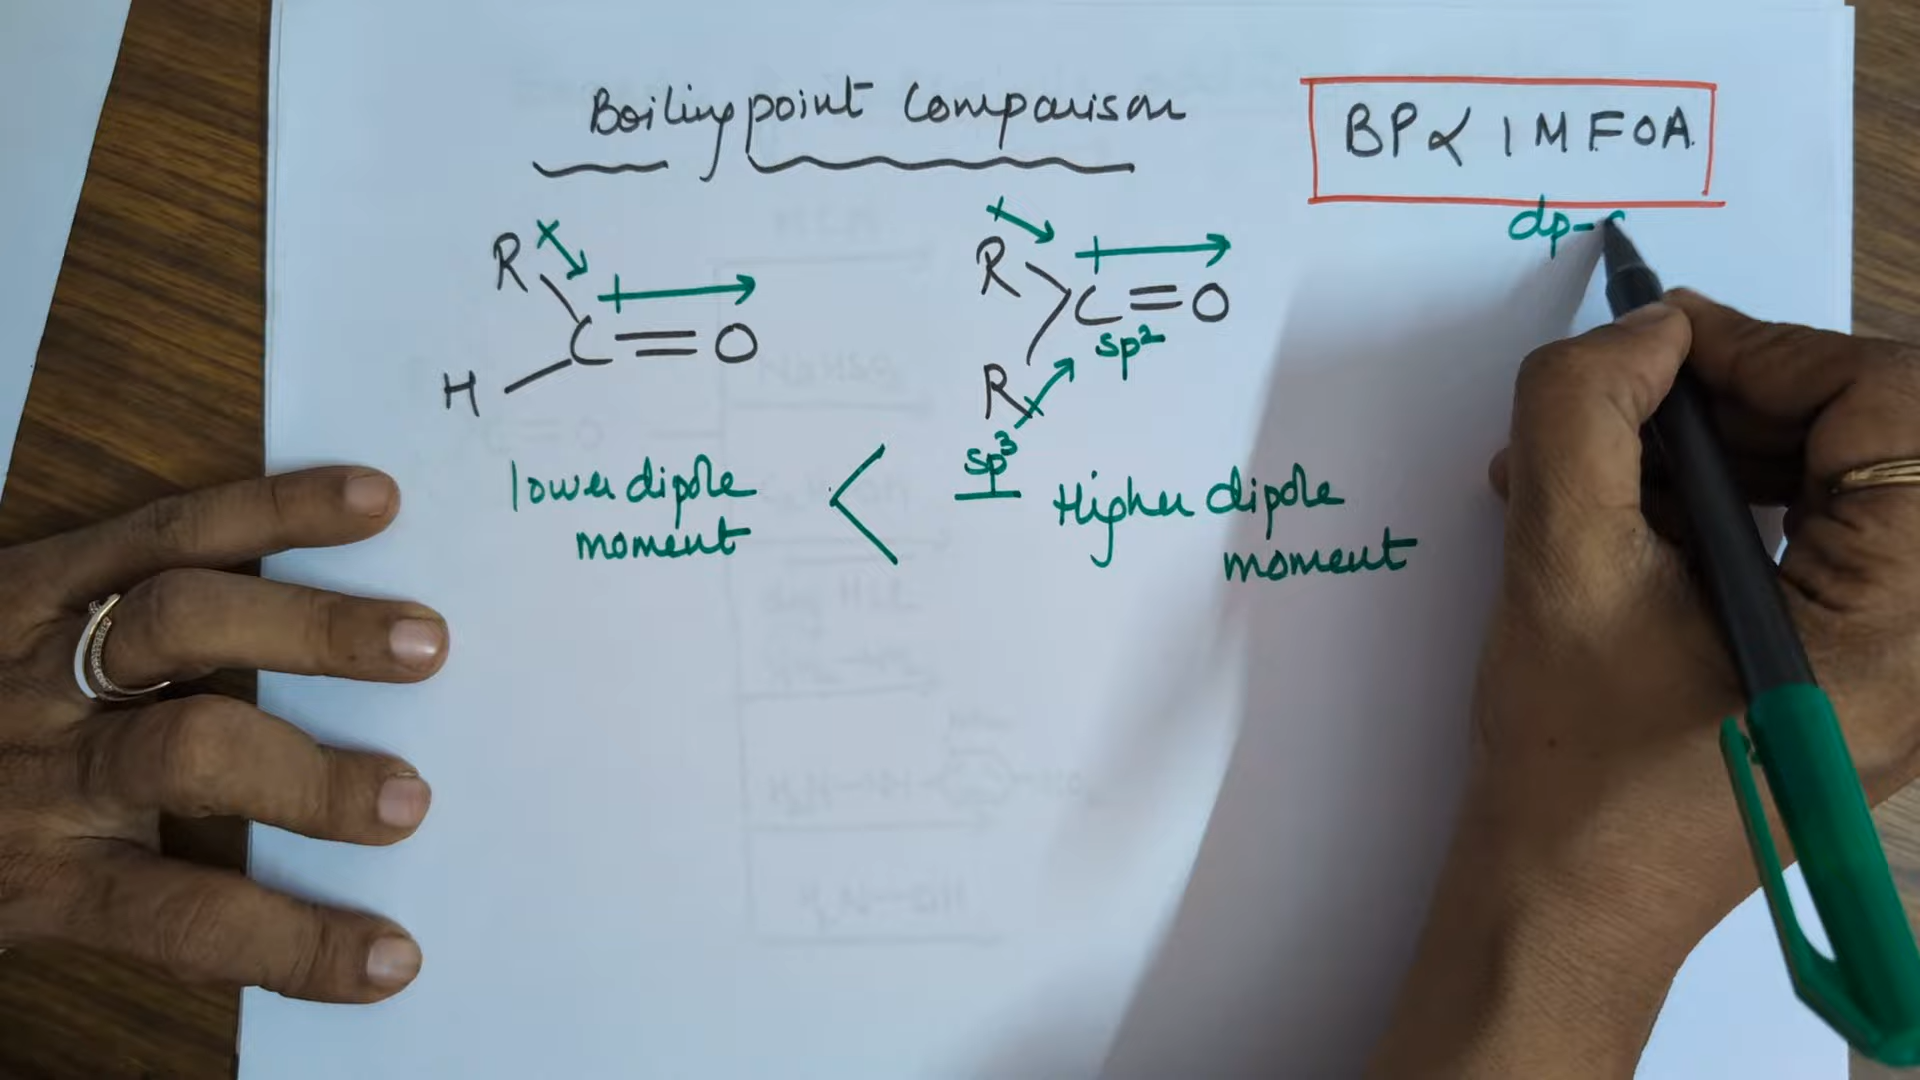 Boiling point Comparison
BP ∝ IMFOA
dp-
R
C=O
H
R
C=O
sp²
R
sp³
lower dipole
moment
<
Higher dipole
moment